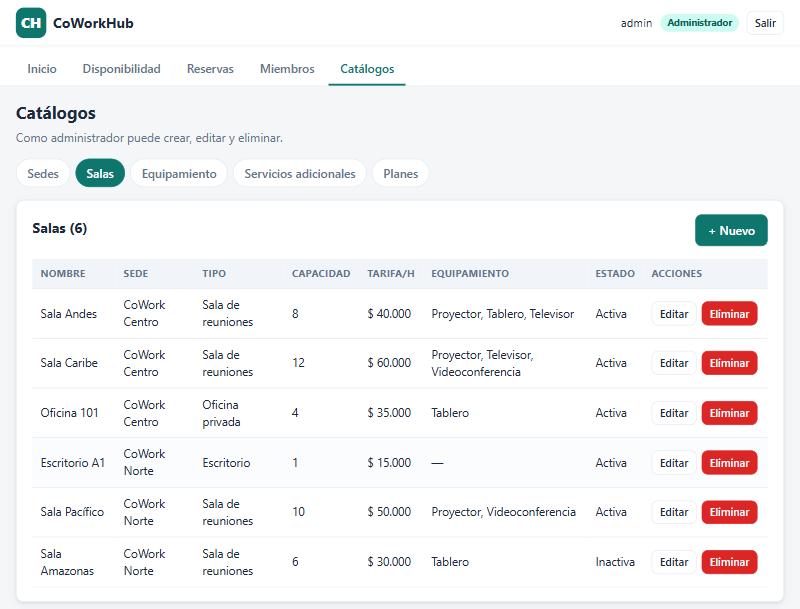 CH CoWorkHub admin Administrador Salir
Inicio Disponibilidad Reservas Miembros Catálogos
Catálogos
Como administrador puede crear, editar y eliminar.
Sedes Salas Equipamiento Servicios adicionales Planes
Salas (6) + Nuevo
NOMBRE SEDE TIPO CAPACIDAD TARIFA/H EQUIPAMIENTO ESTADO ACCIONES
Sala Andes CoWork Centro Sala de reuniones 8 $ 40.000 Proyector, Tablero, Televisor Activa Editar Eliminar
Sala Caribe CoWork Centro Sala de reuniones 12 $ 60.000 Proyector, Televisor, Videoconferencia Activa Editar Eliminar
Oficina 101 CoWork Centro Oficina privada 4 $ 35.000 Tablero Activa Editar Eliminar
Escritorio A1 CoWork Norte Escritorio 1 $ 15.000 — Activa Editar Eliminar
Sala Pacífico CoWork Norte Sala de reuniones 10 $ 50.000 Proyector, Videoconferencia Activa Editar Eliminar
Sala Amazonas CoWork Norte Sala de reuniones 6 $ 30.000 Tablero Inactiva Editar Eliminar